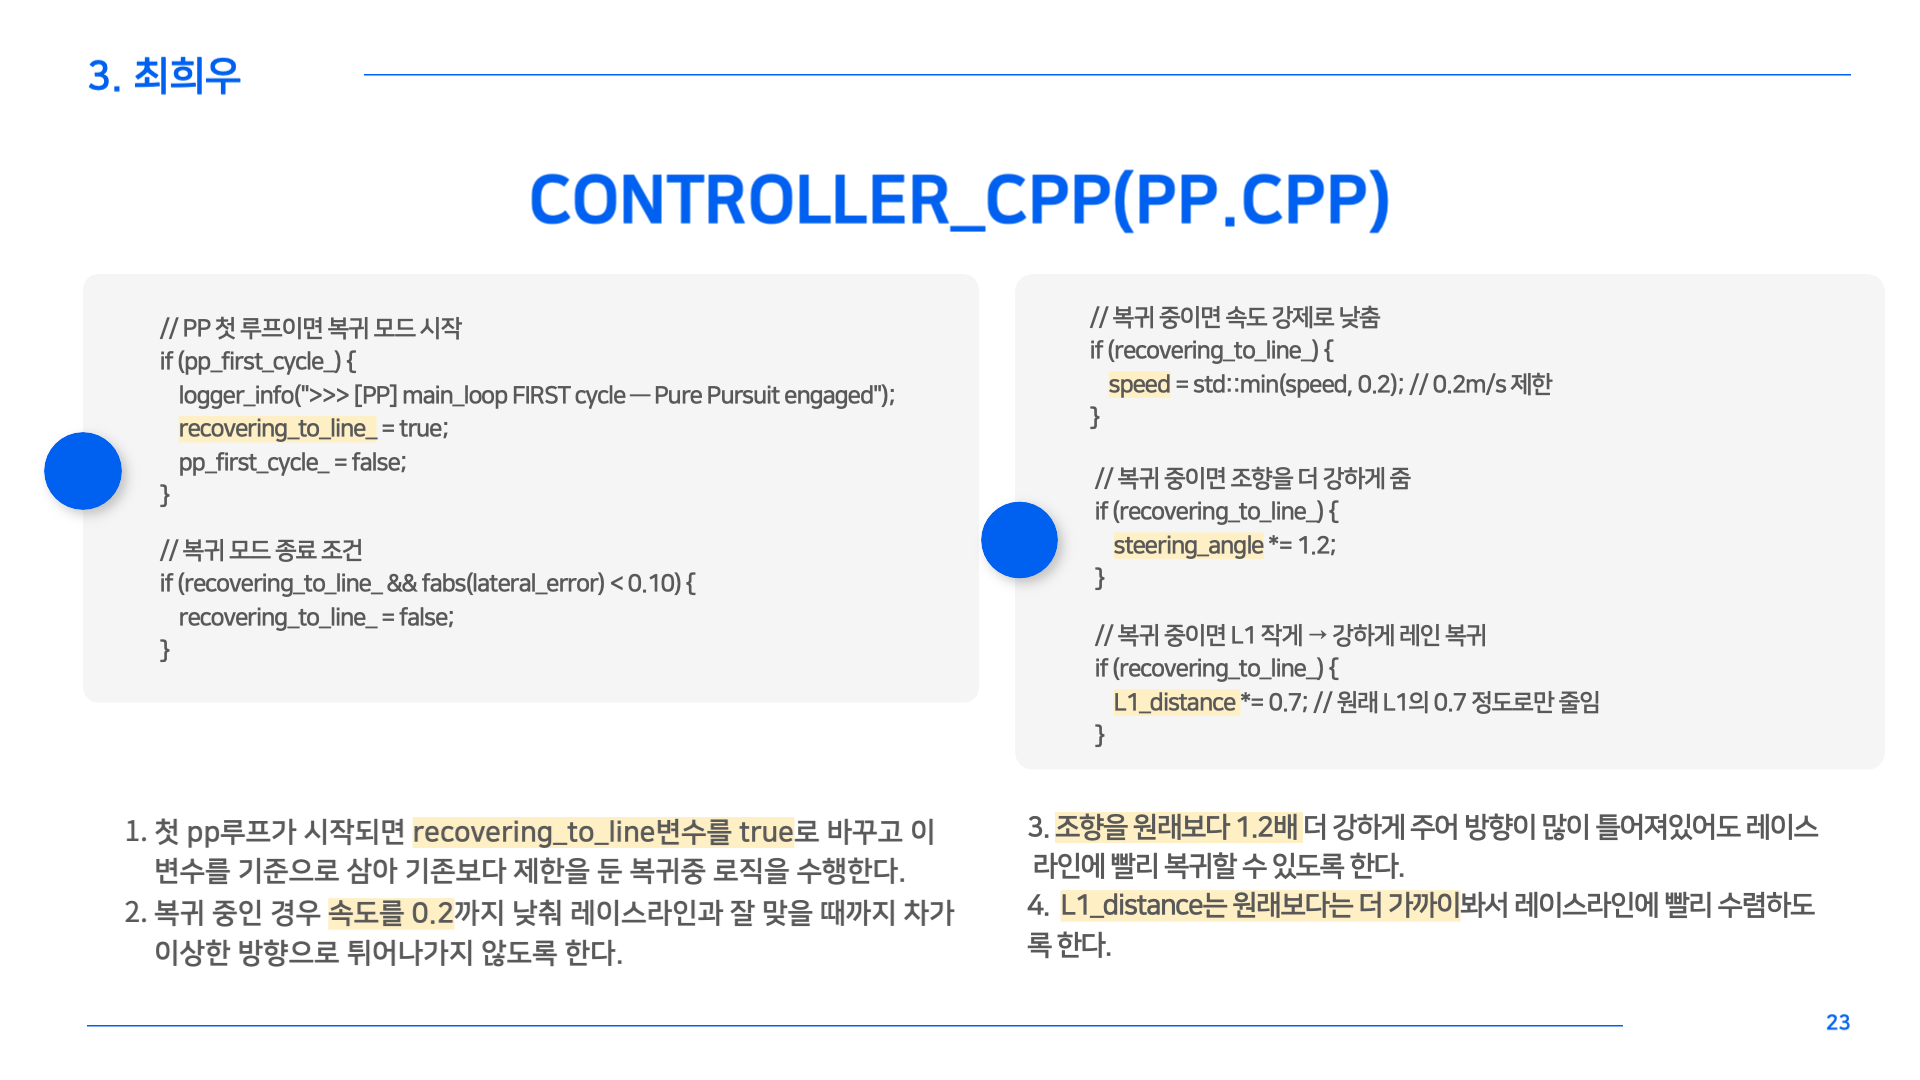 3. 최희우
CONTROLLER_CPP(PP.CPP)
// PP 첫 루프이면 복귀 모드 시작
if (pp_first_cycle_) {
logger_info(">>> [PP] main_loop FIRST cycle — Pure Pursuit engaged");
recovering_to_line_ = true;
pp_first_cycle_ = false;
}
// 복귀 모드 종료 조건
if (recovering_to_line_ && fabs(lateral_error) < 0.10) {
recovering_to_line_ = false;
}
// 복귀 중이면 속도 강제로 낮춤
if (recovering_to_line_) {
speed = std::min(speed, 0.2); // 0.2m/s 제한
}
// 복귀 중이면 조향을 더 강하게 줌
if (recovering_to_line_) {
steering_angle *= 1.2;
}
// 복귀 중이면 L1 작게 → 강하게 레인 복귀
if (recovering_to_line_) {
L1_distance *= 0.7; // 원래 L1의 0.7 정도로만 줄임
}
1. 첫 pp루프가 시작되면 recovering_to_line변수를 true로 바꾸고 이
변수를 기준으로 삼아 기존보다 제한을 둔 복귀중 로직을 수행한다.
2. 복귀 중인 경우 속도를 0.2까지 낮춰 레이스라인과 잘 맞을 때까지 차가
이상한 방향으로 튀어나가지 않도록 한다.
3. 조향을 원래보다 1.2배 더 강하게 주어 방향이 많이 틀어져있어도 레이스
라인에 빨리 복귀할 수 있도록 한다.
4. L1_distance는 원래보다는 더 가까이봐서 레이스라인에 빨리 수렴하도
록 한다.
23